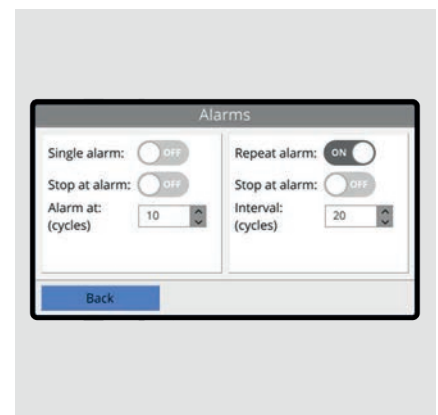 Alarms
Single alarm: OFF
Stop at alarm: OFF
Alarm at:
(cycles)
10
Repeat alarm: ON
Stop at alarm: OFF
Interval:
(cycles)
20
Back